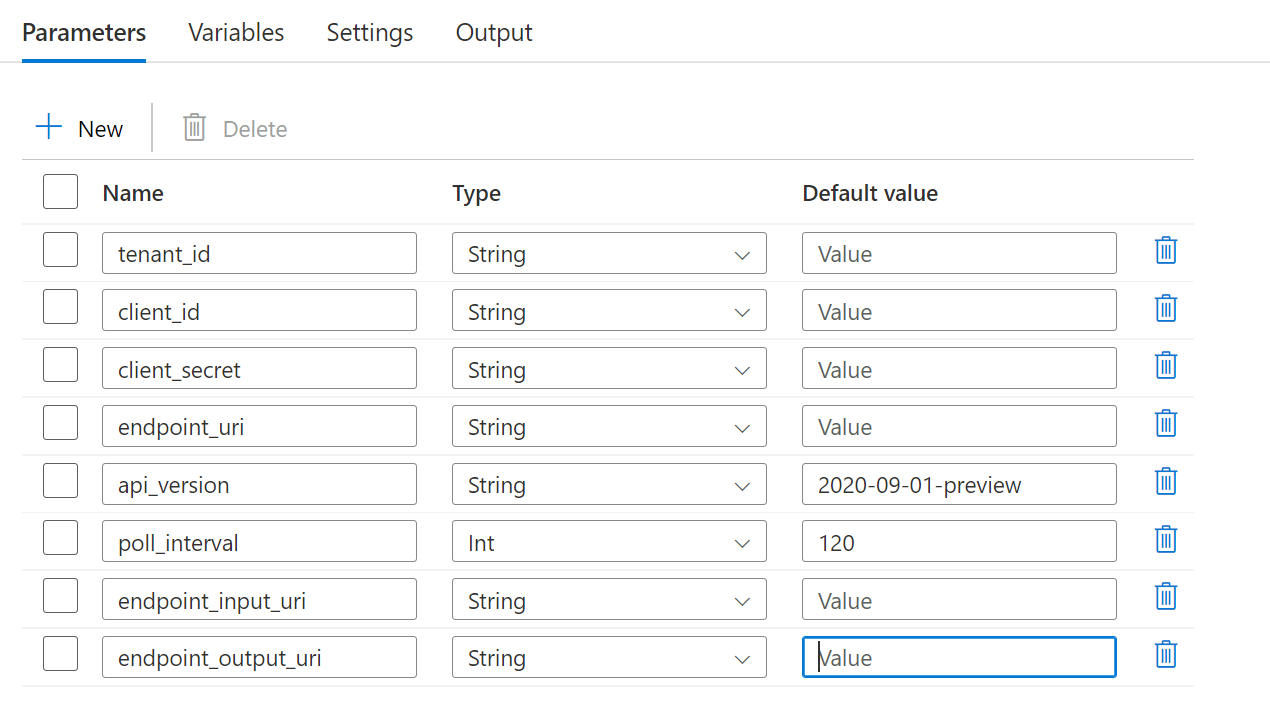 Parameters Variables Settings Output
New Delete
Name Type Default value
tenant_id String Value
client_id String Value
client_secret String Value
endpoint_uri String Value
api_version String 2020-09-01-preview
poll_interval Int 120
endpoint_input_uri String Value
endpoint_output_uri String Value